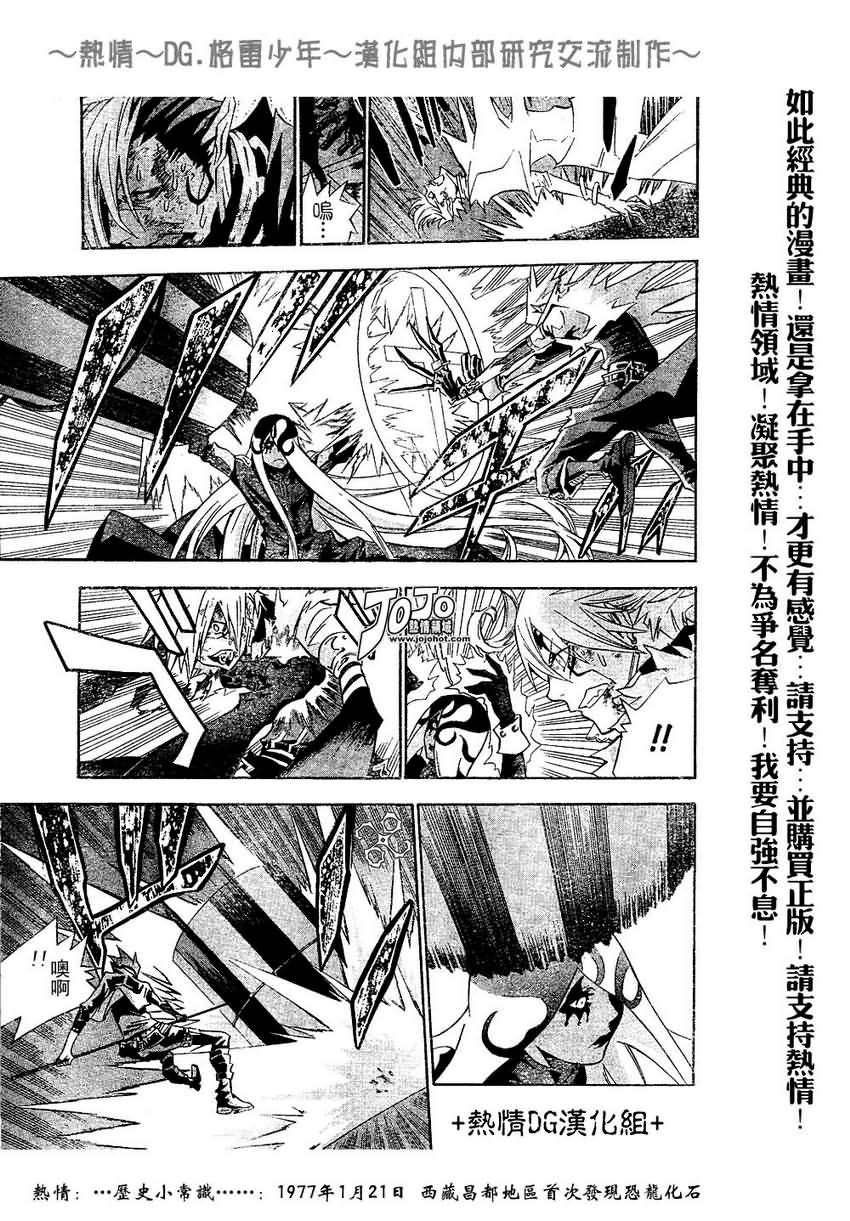 ～熱情～DG.格雷少年～漢化組内部研究交流制作～
如此經典的漫畫！還是拿在手中…才更有感覺…請支持…並購買正版！請支持熱情！
熱情領域！凝聚熱情！不為爭名奪利！我要自強不息！
嗚…
JOJO
熱情領域
www.jojohot.com
!!
噢啊
!!
+熱情DG漢化組+
熱情：…歷史小常識……：1977年1月21日 西藏昌都地區首次發現恐龍化石